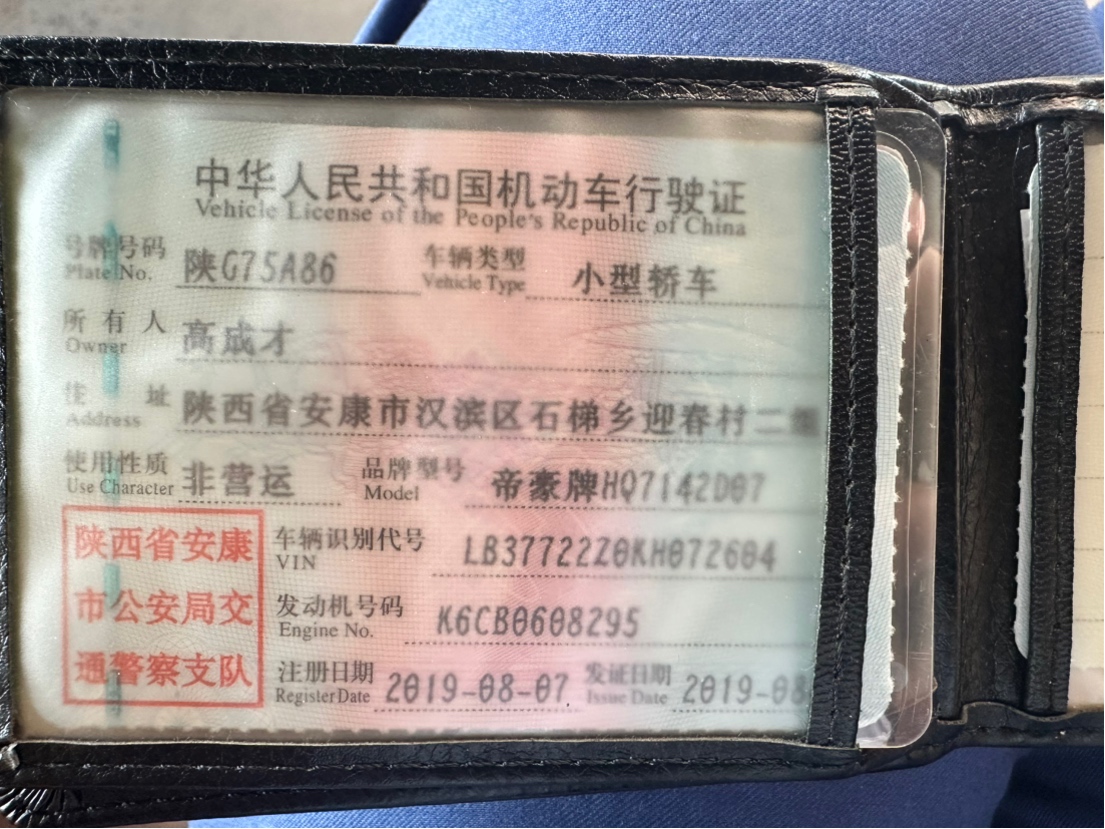 中华人民共和国机动车行驶证
Vehicle License of the People's Republic of China
号牌号码 陕G75A86 车辆类型 小型轿车
Plate No. Vehicle Type
所有人 高成才
Owner
住址 陕西省安康市汉滨区石梯乡迎春村二组
Address
使用性质 非营运 品牌型号 帝豪牌HQ7142D07
Use Character Model
陕西省安康
市公安局交
通警察支队
车辆识别代号 LB37722Z0KH072604
VIN
发动机号码 K6CB0608295
Engine No.
注册日期 2019-08-07 发证日期 2019-08
Register Date Issue Date